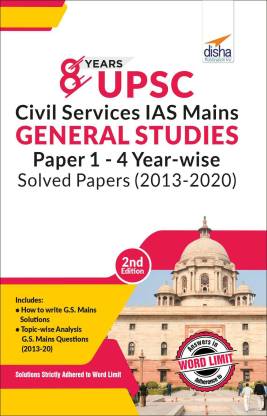 disha
8 YEARS UPSC
Civil Services IAS Mains
GENERAL STUDIES
Paper 1 - 4 Year-wise
Solved Papers (2013-2020)
2nd
Edition
Includes:
• How to write G.S. Mains
Solutions
• Topic-wise Analysis
G.S. Mains Questions
(2013-20)
Solutions Strictly Adhered to Word Limit
Answers in
WORD LIMIT
Adherence to